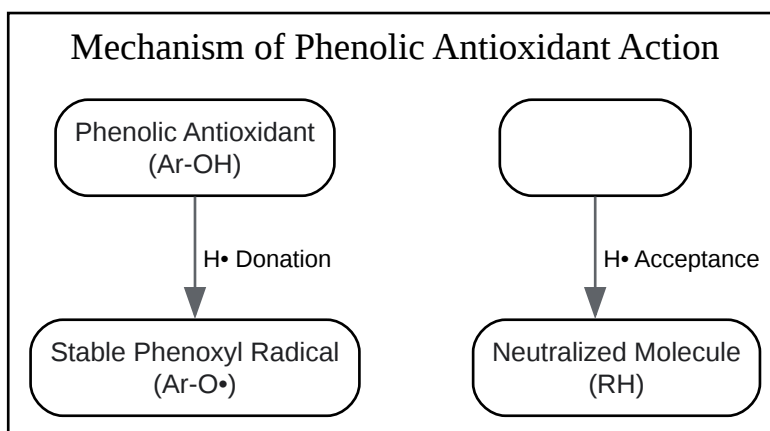 Mechanism of Phenolic Antioxidant Action
Phenolic Antioxidant
(Ar-OH)
H• Donation
H• Acceptance
Stable Phenoxyl Radical
(Ar-O•)
Neutralized Molecule
(RH)